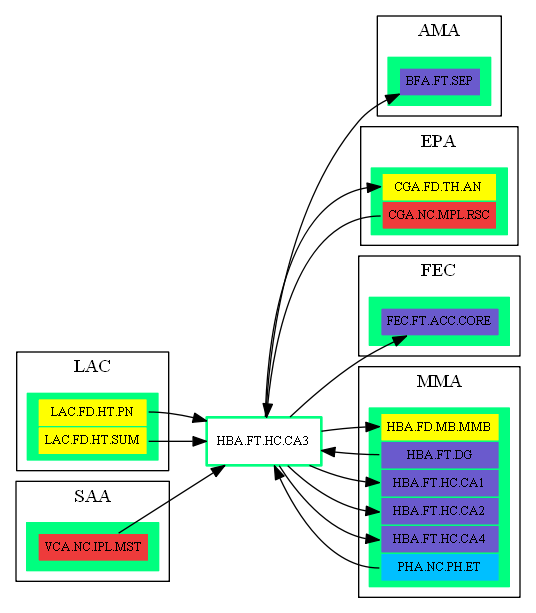 AMA
BFA.FT.SEP
EPA
CGA.FD.TH.AN
CGA.NC.MPL.RSC
FEC
FEC.FT.ACC.CORE
LAC
LAC.FD.HT.PN
LAC.FD.HT.SUM
HBA.FT.HC.CA3
MMA
HBA.FD.MB.MMB
HBA.FT.DG
HBA.FT.HC.CA1
HBA.FT.HC.CA2
HBA.FT.HC.CA4
PHA.NC.PH.ET
SAA
VCA.NC.IPL.MST